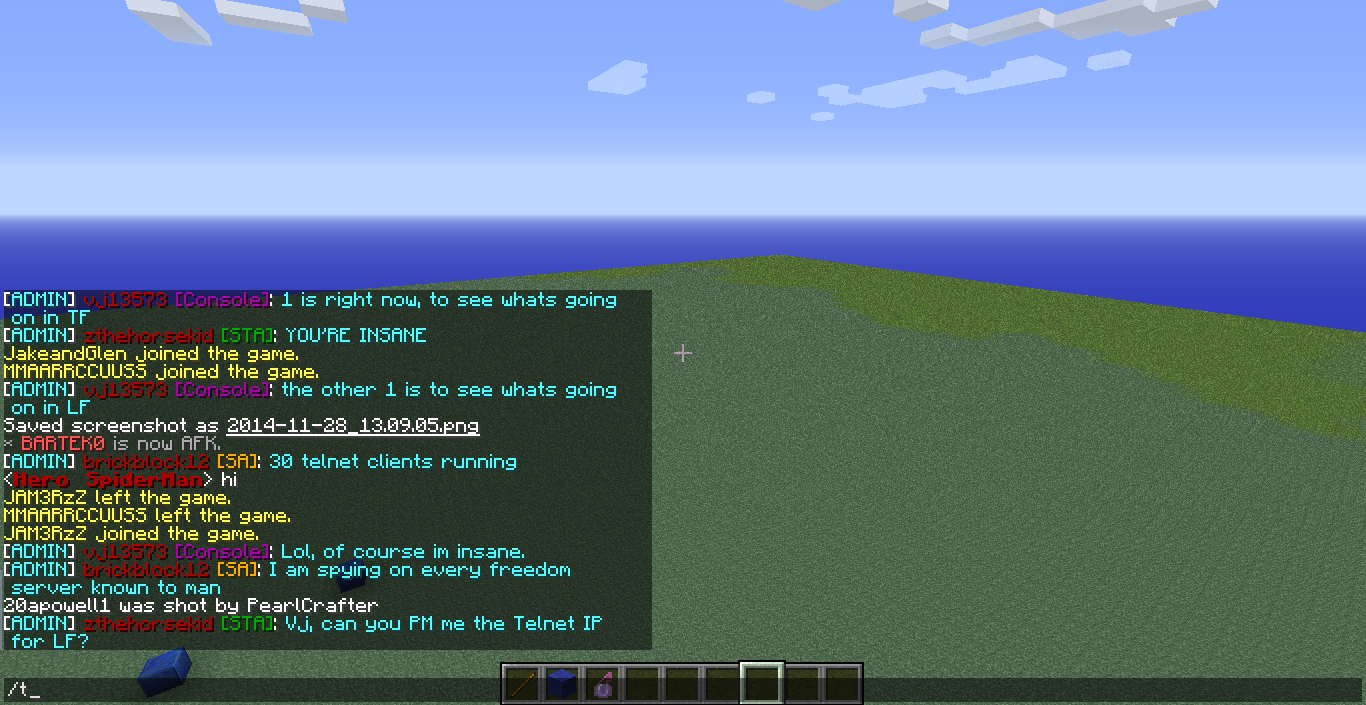 [ADMIN] vj13573 [Console]: 1 is right now, to see whats going
on in TF
[ADMIN] zthehorsekid [STA]: YOU'RE INSANE
JakeandGlen joined the game.
MMAARRCCUUSS joined the game.
[ADMIN] vj13573 [Console]: the other 1 is to see whats going
on in LF
Saved screenshot as 2014-11-28_13.09.05.png
* BARTEK0 is now AFK.
[ADMIN] brickblock12 [SA]: 30 telnet clients running
<Hero_SpiderMan> hi
JAM3RzZ left the game.
MMAARRCCUUSS left the game.
JAM3RzZ joined the game.
[ADMIN] vj13573 [Console]: Lol, of course im insane.
[ADMIN] brickblock12 [SA]: I am spying on every freedom
server known to man
20apowell1 was shot by PearlCrafter
[ADMIN] zthehorsekid [STA]: Vj, can you PM me the Telnet IP
for LF?
/t_